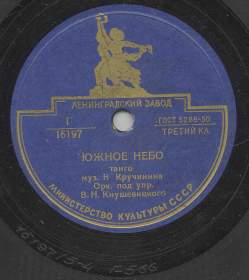 ЛЕНИНГРАДСКИЙ ЗАВОД
Г
16197
ГОСТ 5289-50
ТРЕТИЙ КЛ.
ЮЖНОЕ НЕБО
танго
муз. Н. Кручинина
Орк. под упр.
В. Н. Кнушевицкого
МИНИСТЕРСТВО КУЛЬТУРЫ СССР